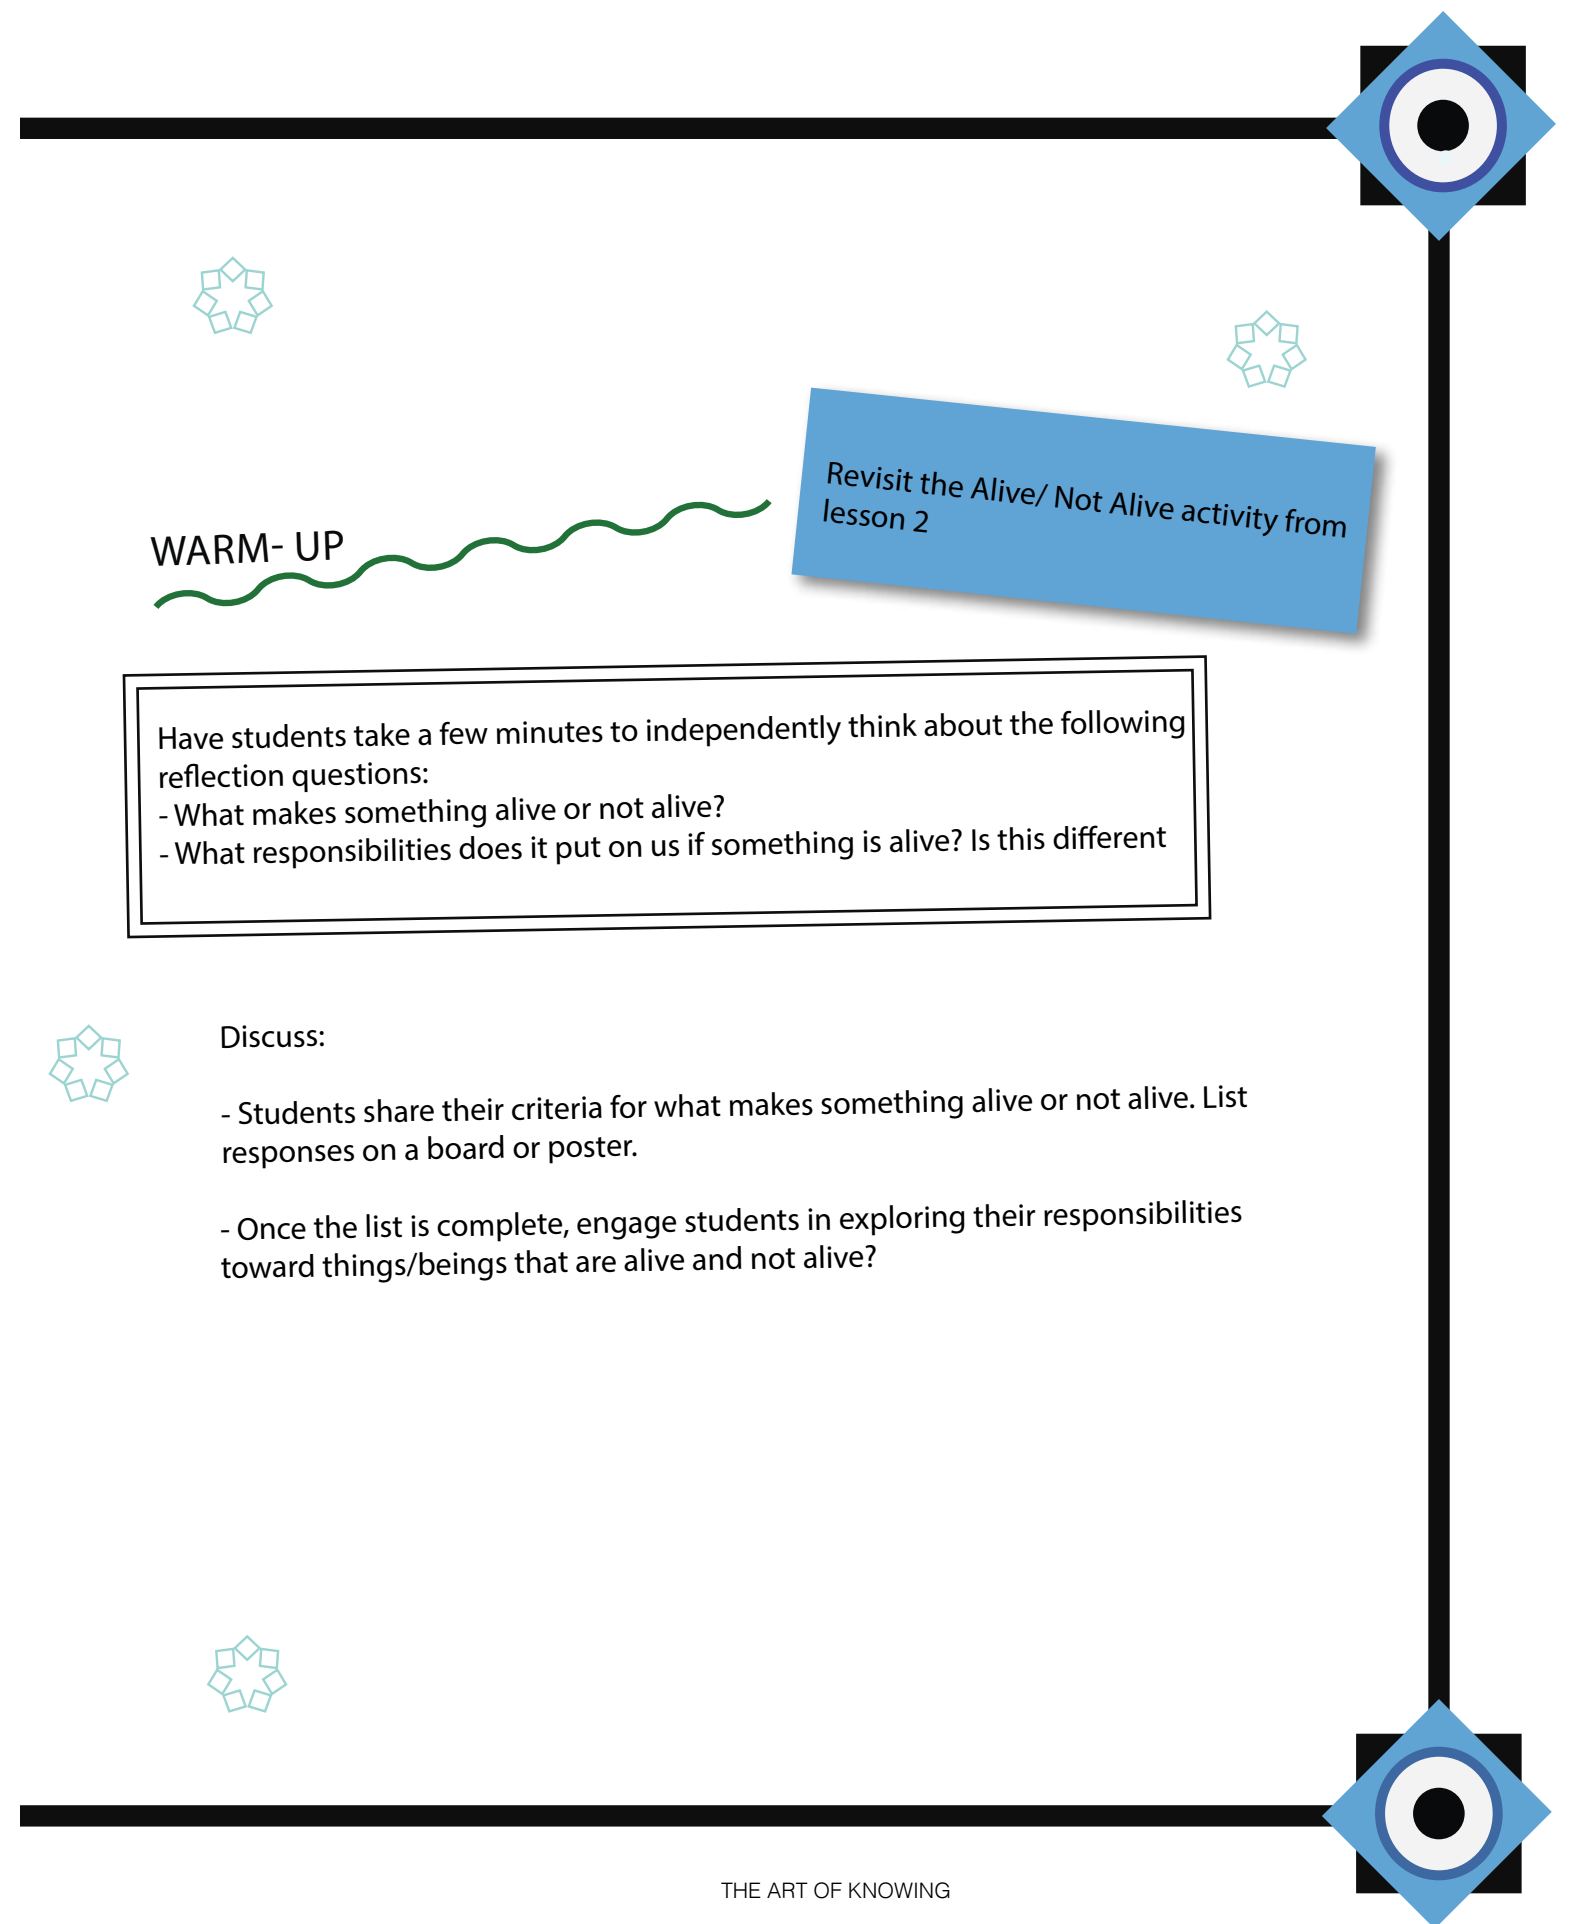 WARM- UP
Revisit the Alive/ Not Alive activity from
lesson 2
Have students take a few minutes to independently think about the following
reflection questions:
- What makes something alive or not alive?
- What responsibilities does it put on us if something is alive? Is this different
Discuss:
- Students share their criteria for what makes something alive or not alive. List
responses on a board or poster.
- Once the list is complete, engage students in exploring their responsibilities
toward things/beings that are alive and not alive?
THE ART OF KNOWING